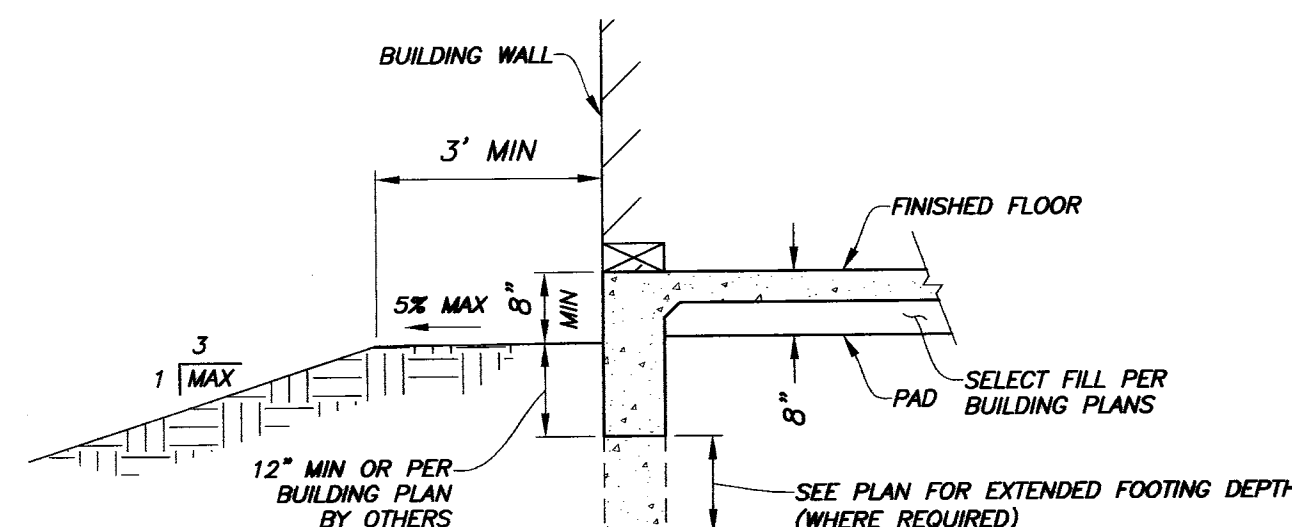 BUILDING WALL
3' MIN
FINISHED FLOOR
5% MAX
8"
MIN
3
1 MAX
8"
PAD
SELECT FILL PER
BUILDING PLANS
12" MIN OR PER
BUILDING PLAN
BY OTHERS
SEE PLAN FOR EXTENDED FOOTING DEPTH
(WHERE REQUIRED)